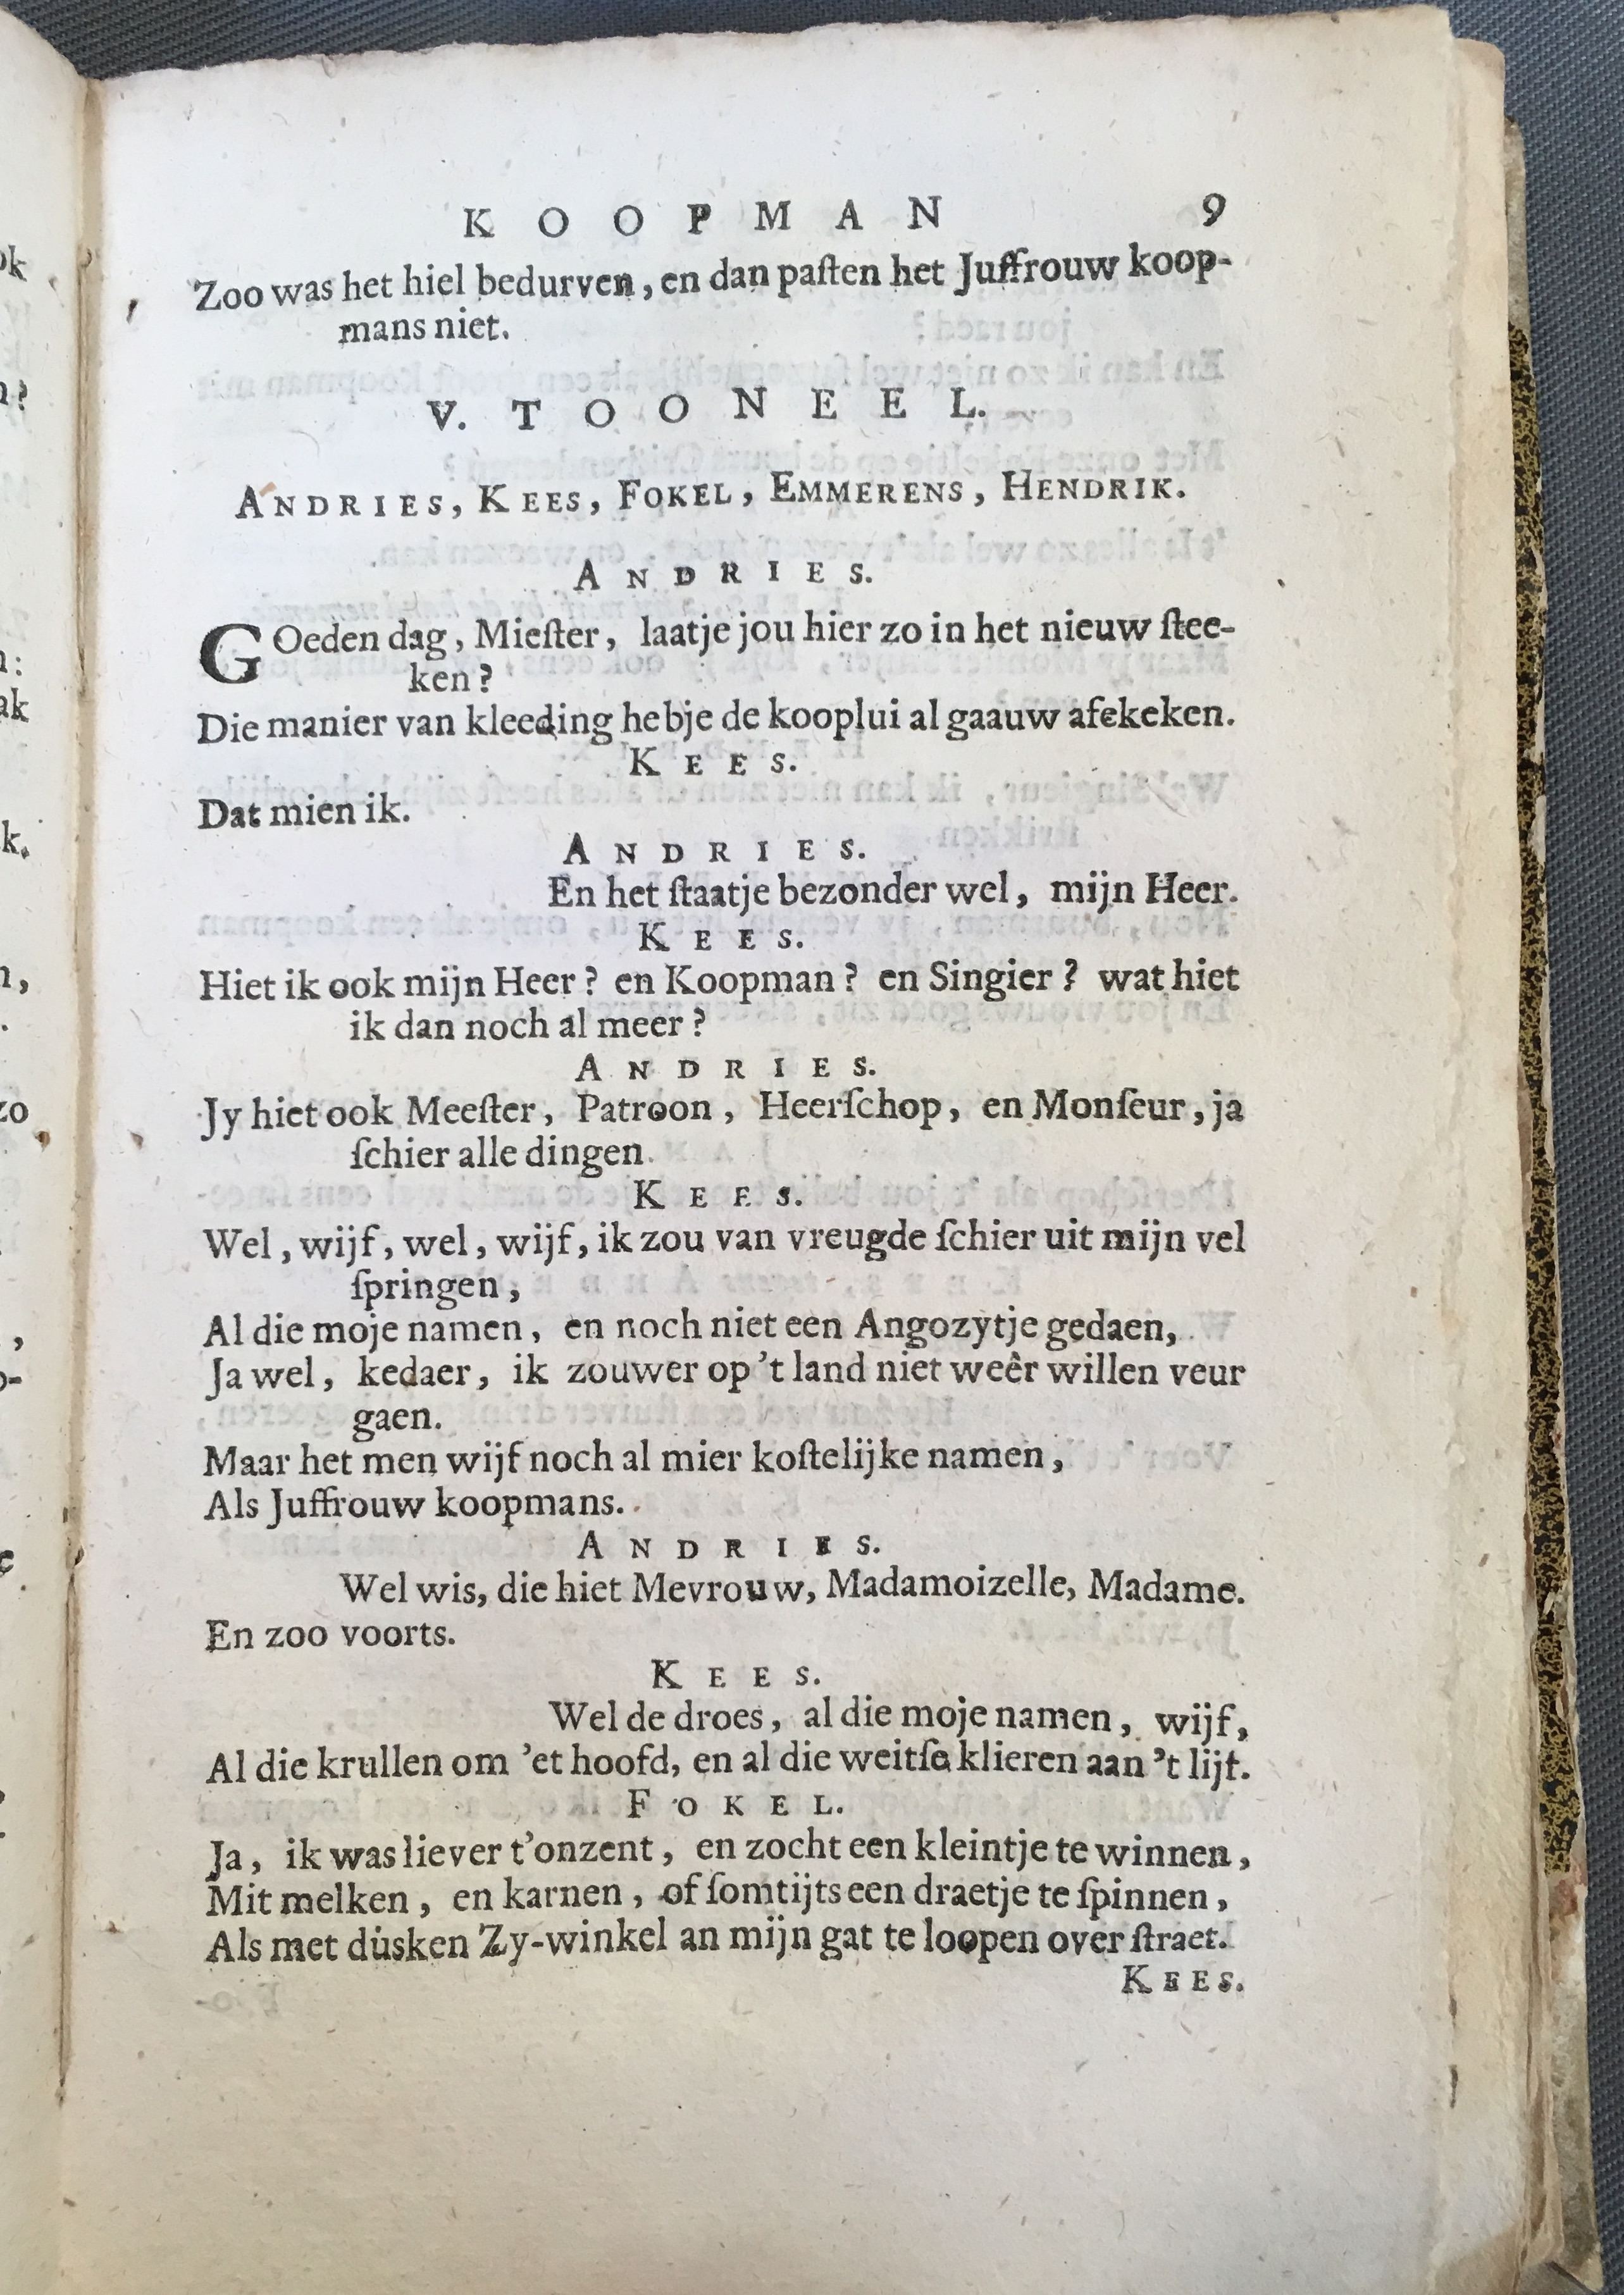 KOOPMAN 9
Zoo was het hiel bedurven, en dan paſten het Juffrouw koop-
mans niet.
V. TOONEEL.
ANDRIES, KEES, FOKEL, EMMERENS, HENDRIK.
ANDRIES.
GOeden dag, Mieſter, laatje jou hier zo in het nieuw ſtee-
ken?
Die manier van kleeding hebje de kooplui al gaauw afekeken.
KEES.
Dat mien ik.
ANDRIES.
En het ſtaatje bezonder wel, mijn Heer.
KEES.
Hiet ik ook mijn Heer? en Koopman? en Singier? wat hiet
ik dan noch al meer?
ANDRIES.
Jy hiet ook Meeſter, Patroon, Heerſchop, en Monſeur, ja
ſchier alle dingen.
KEES.
Wel, wijf, wel, wijf, ik zou van vreugde ſchier uit mijn vel
ſpringen,
Al die moje namen, en noch niet een Angozytje gedaen,
Ja wel, kedaer, ik zouwer op 't land niet weêr willen veur
gaen.
Maar het men wijf noch al mier koſtelijke namen,
Als Juffrouw koopmans.
ANDRIES.
Wel wis, die hiet Mevrouw, Madamoizelle, Madame.
En zoo voorts.
KEES.
Wel de droes, al die moje namen, wijf,
Al die krullen om 'et hoofd, en al die weitſe klieren aan 't lijf.
FOKEL.
Ja, ik was liever t'onzent, en zocht een kleintje te winnen,
Mit melken, en karnen, of ſomtijts een draetje te ſpinnen,
Als met dusken Zy-winkel an mijn gat te loopen over ſtraet.
KEES.